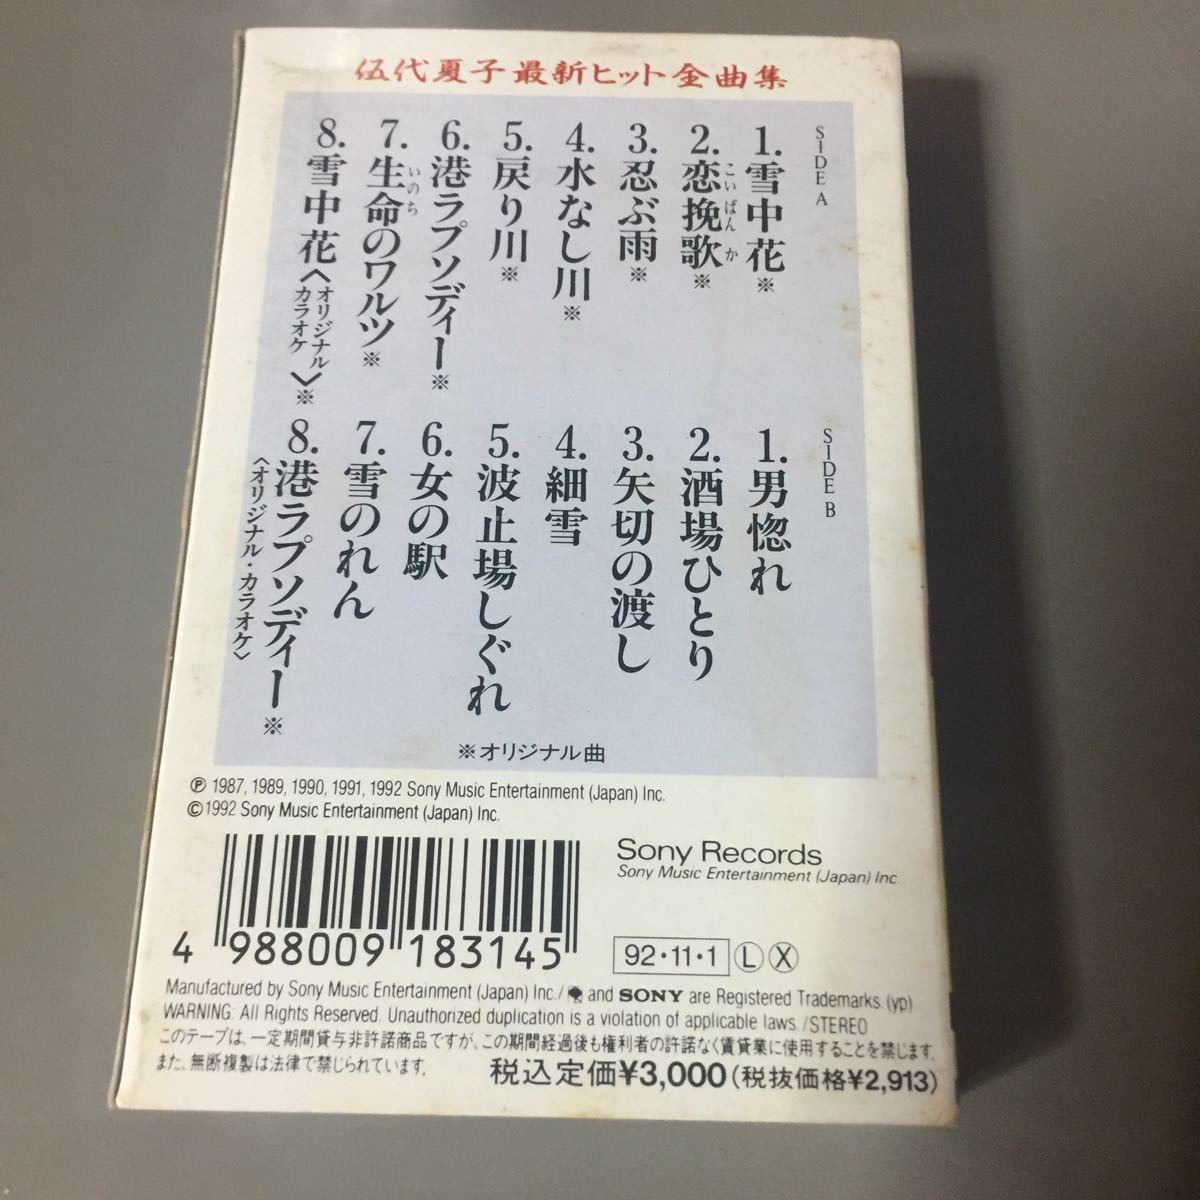 伍代夏子最新ヒット全曲集
SIDE A
1.雪中花※
2.恋挽歌※
こいばんか
3.忍ぶ雨※
4.水なし川※
5.戻り川※
6.港ラプソディー※
7.生命のワルツ※
いのち
8.雪中花〈オリジナルカラオケ〉※
SIDE B
1.男惚れ
2.酒場ひとり
3.矢切の渡し
4.細雪
5.波止場しぐれ
6.女の駅
7.雪のれん
8.港ラプソディー※
〈オリジナル・カラオケ〉
※オリジナル曲
Ⓟ 1987, 1989, 1990, 1991, 1992 Sony Music Entertainment (Japan) Inc.
©1992 Sony Music Entertainment (Japan) Inc.
Sony Records
Sony Music Entertainment (Japan) Inc.
4 988009 183145
92・11・1 Ⓛ Ⓧ
Manufactured by Sony Music Entertainment (Japan) Inc. / and SONY are Registered Trademarks. (yp)
WARNING: All Rights Reserved. Unauthorized duplication is a violation of applicable laws. /STEREO
このテープは、一定期間貸与非許諾商品ですが、この期間経過後も権利者の許諾なく賃貸業に使用することを禁じます。
また、無断複製は法律で禁じられています。
税込定価¥3,000(税抜価格¥2,913)